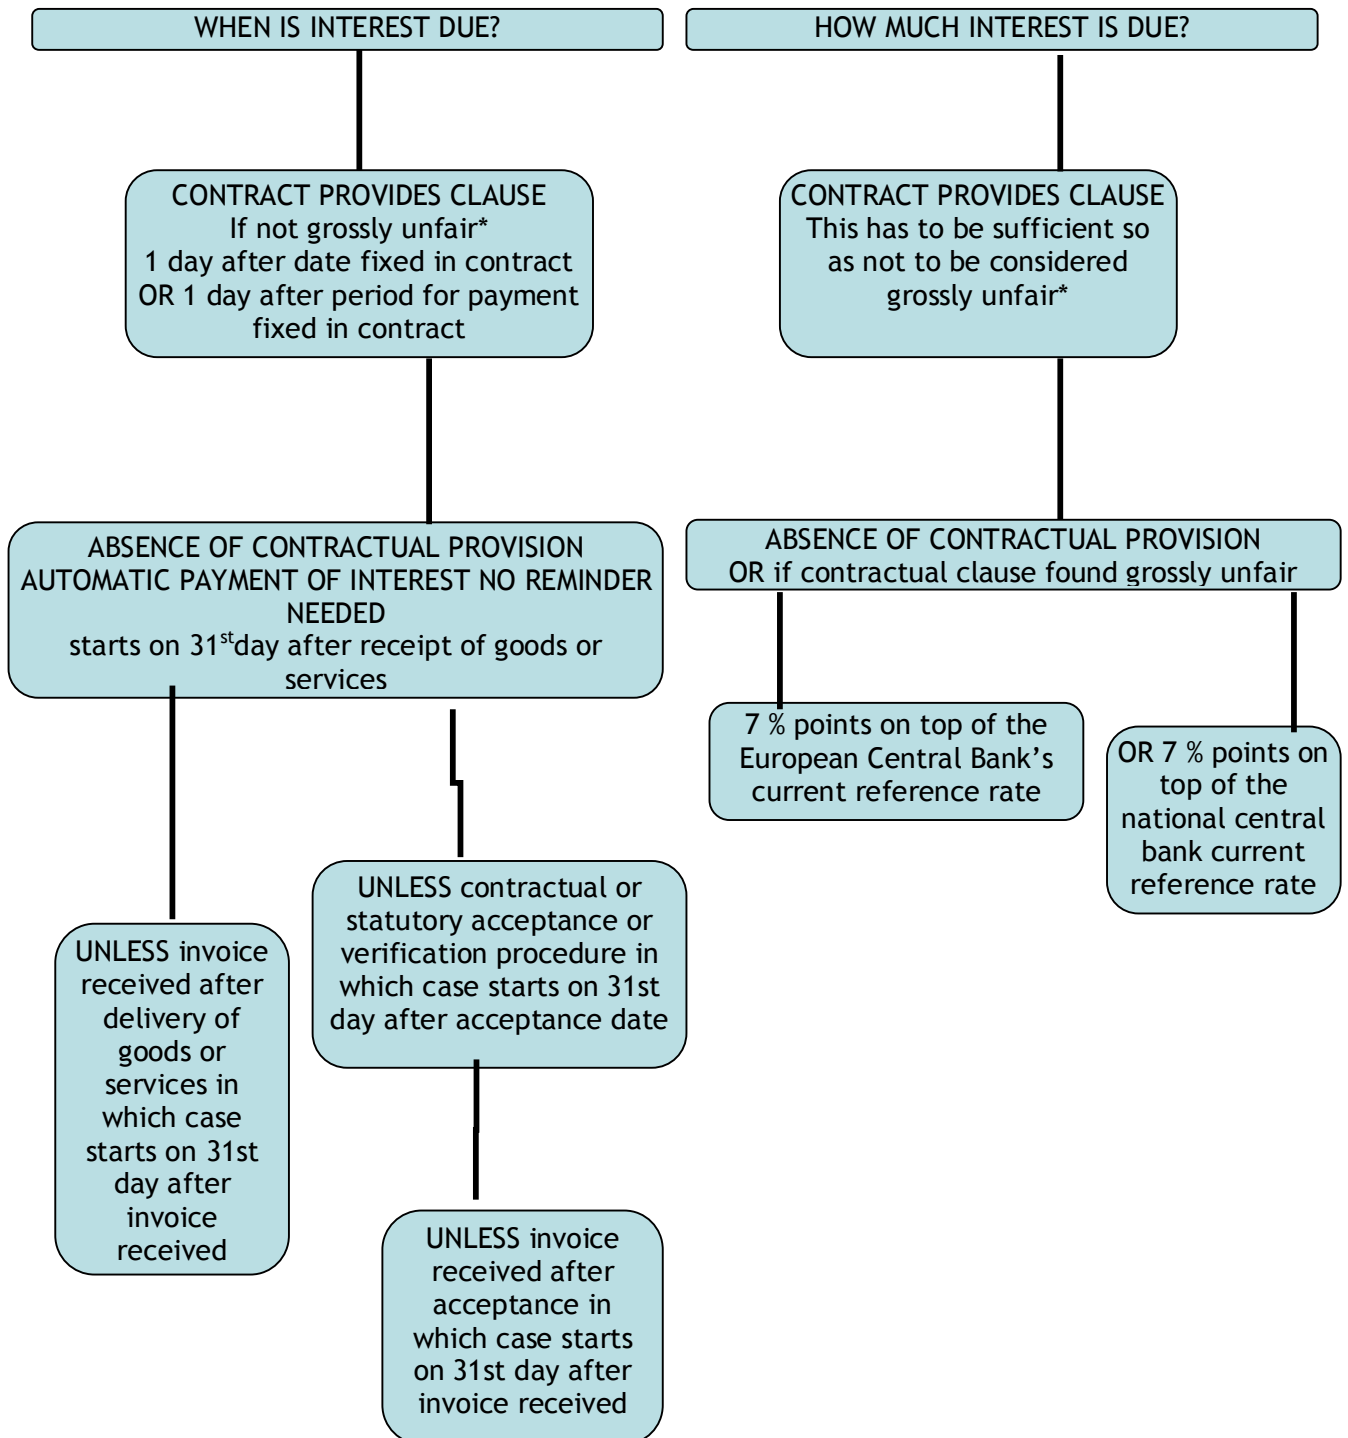 WHEN IS INTEREST DUE?
CONTRACT PROVIDES CLAUSE
If not grossly unfair*
1 day after date fixed in contract
OR 1 day after period for payment
fixed in contract
ABSENCE OF CONTRACTUAL PROVISION
AUTOMATIC PAYMENT OF INTEREST NO REMINDER
NEEDED
starts on 31st day after receipt of goods or
services
UNLESS invoice
received after
delivery of
goods or
services in
which case
starts on 31st
day after
invoice
received
UNLESS contractual or
statutory acceptance or
verification procedure in
which case starts on 31st
day after acceptance date
UNLESS invoice
received after
acceptance in
which case starts
on 31st day after
invoice received
HOW MUCH INTEREST IS DUE?
CONTRACT PROVIDES CLAUSE
This has to be sufficient so
as not to be considered
grossly unfair*
ABSENCE OF CONTRACTUAL PROVISION
OR if contractual clause found grossly unfair
7 % points on top of the
European Central Bank’s
current reference rate
OR 7 % points on
top of the
national central
bank current
reference rate